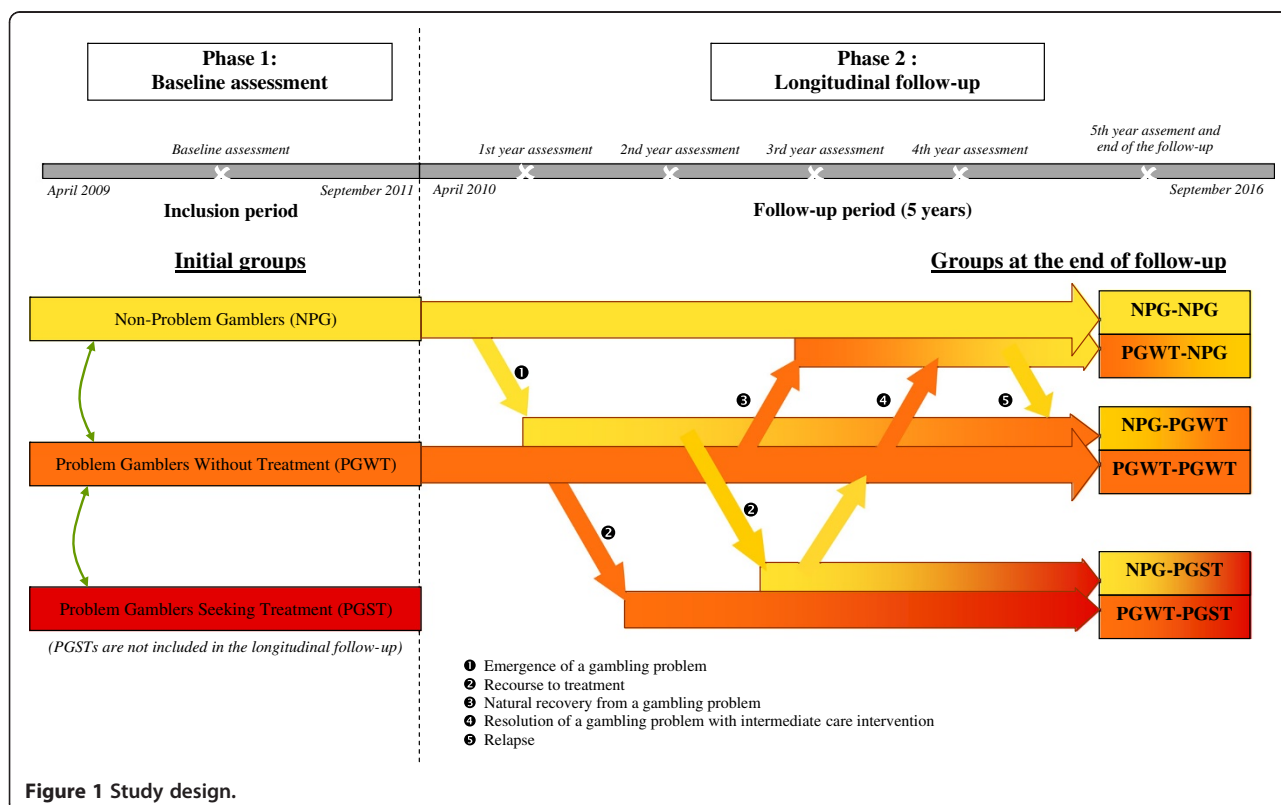 Phase 1:
Baseline assessment
Phase 2 :
Longitudinal follow-up
Baseline assessment
1st year assessment
2nd year assessment
3rd year assessment
4th year assessment
5th year assement and
end of the follow-up
April 2009
September 2011
April 2010
September 2016
Inclusion period
Follow-up period (5 years)
Initial groups
Groups at the end of follow-up
Non-Problem Gamblers (NPG)
NPG-NPG
PGWT-NPG
❶
❸
❹
❺
Problem Gamblers Without Treatment (PGWT)
NPG-PGWT
PGWT-PGWT
❷
❷
Problem Gamblers Seeking Treatment (PGST)
(PGSTs are not included in the longitudinal follow-up)
NPG-PGST
PGWT-PGST
❶ Emergence of a gambling problem
❷ Recourse to treatment
❸ Natural recovery from a gambling problem
❹ Resolution of a gambling problem with intermediate care intervention
❺ Relapse
Figure 1 Study design.